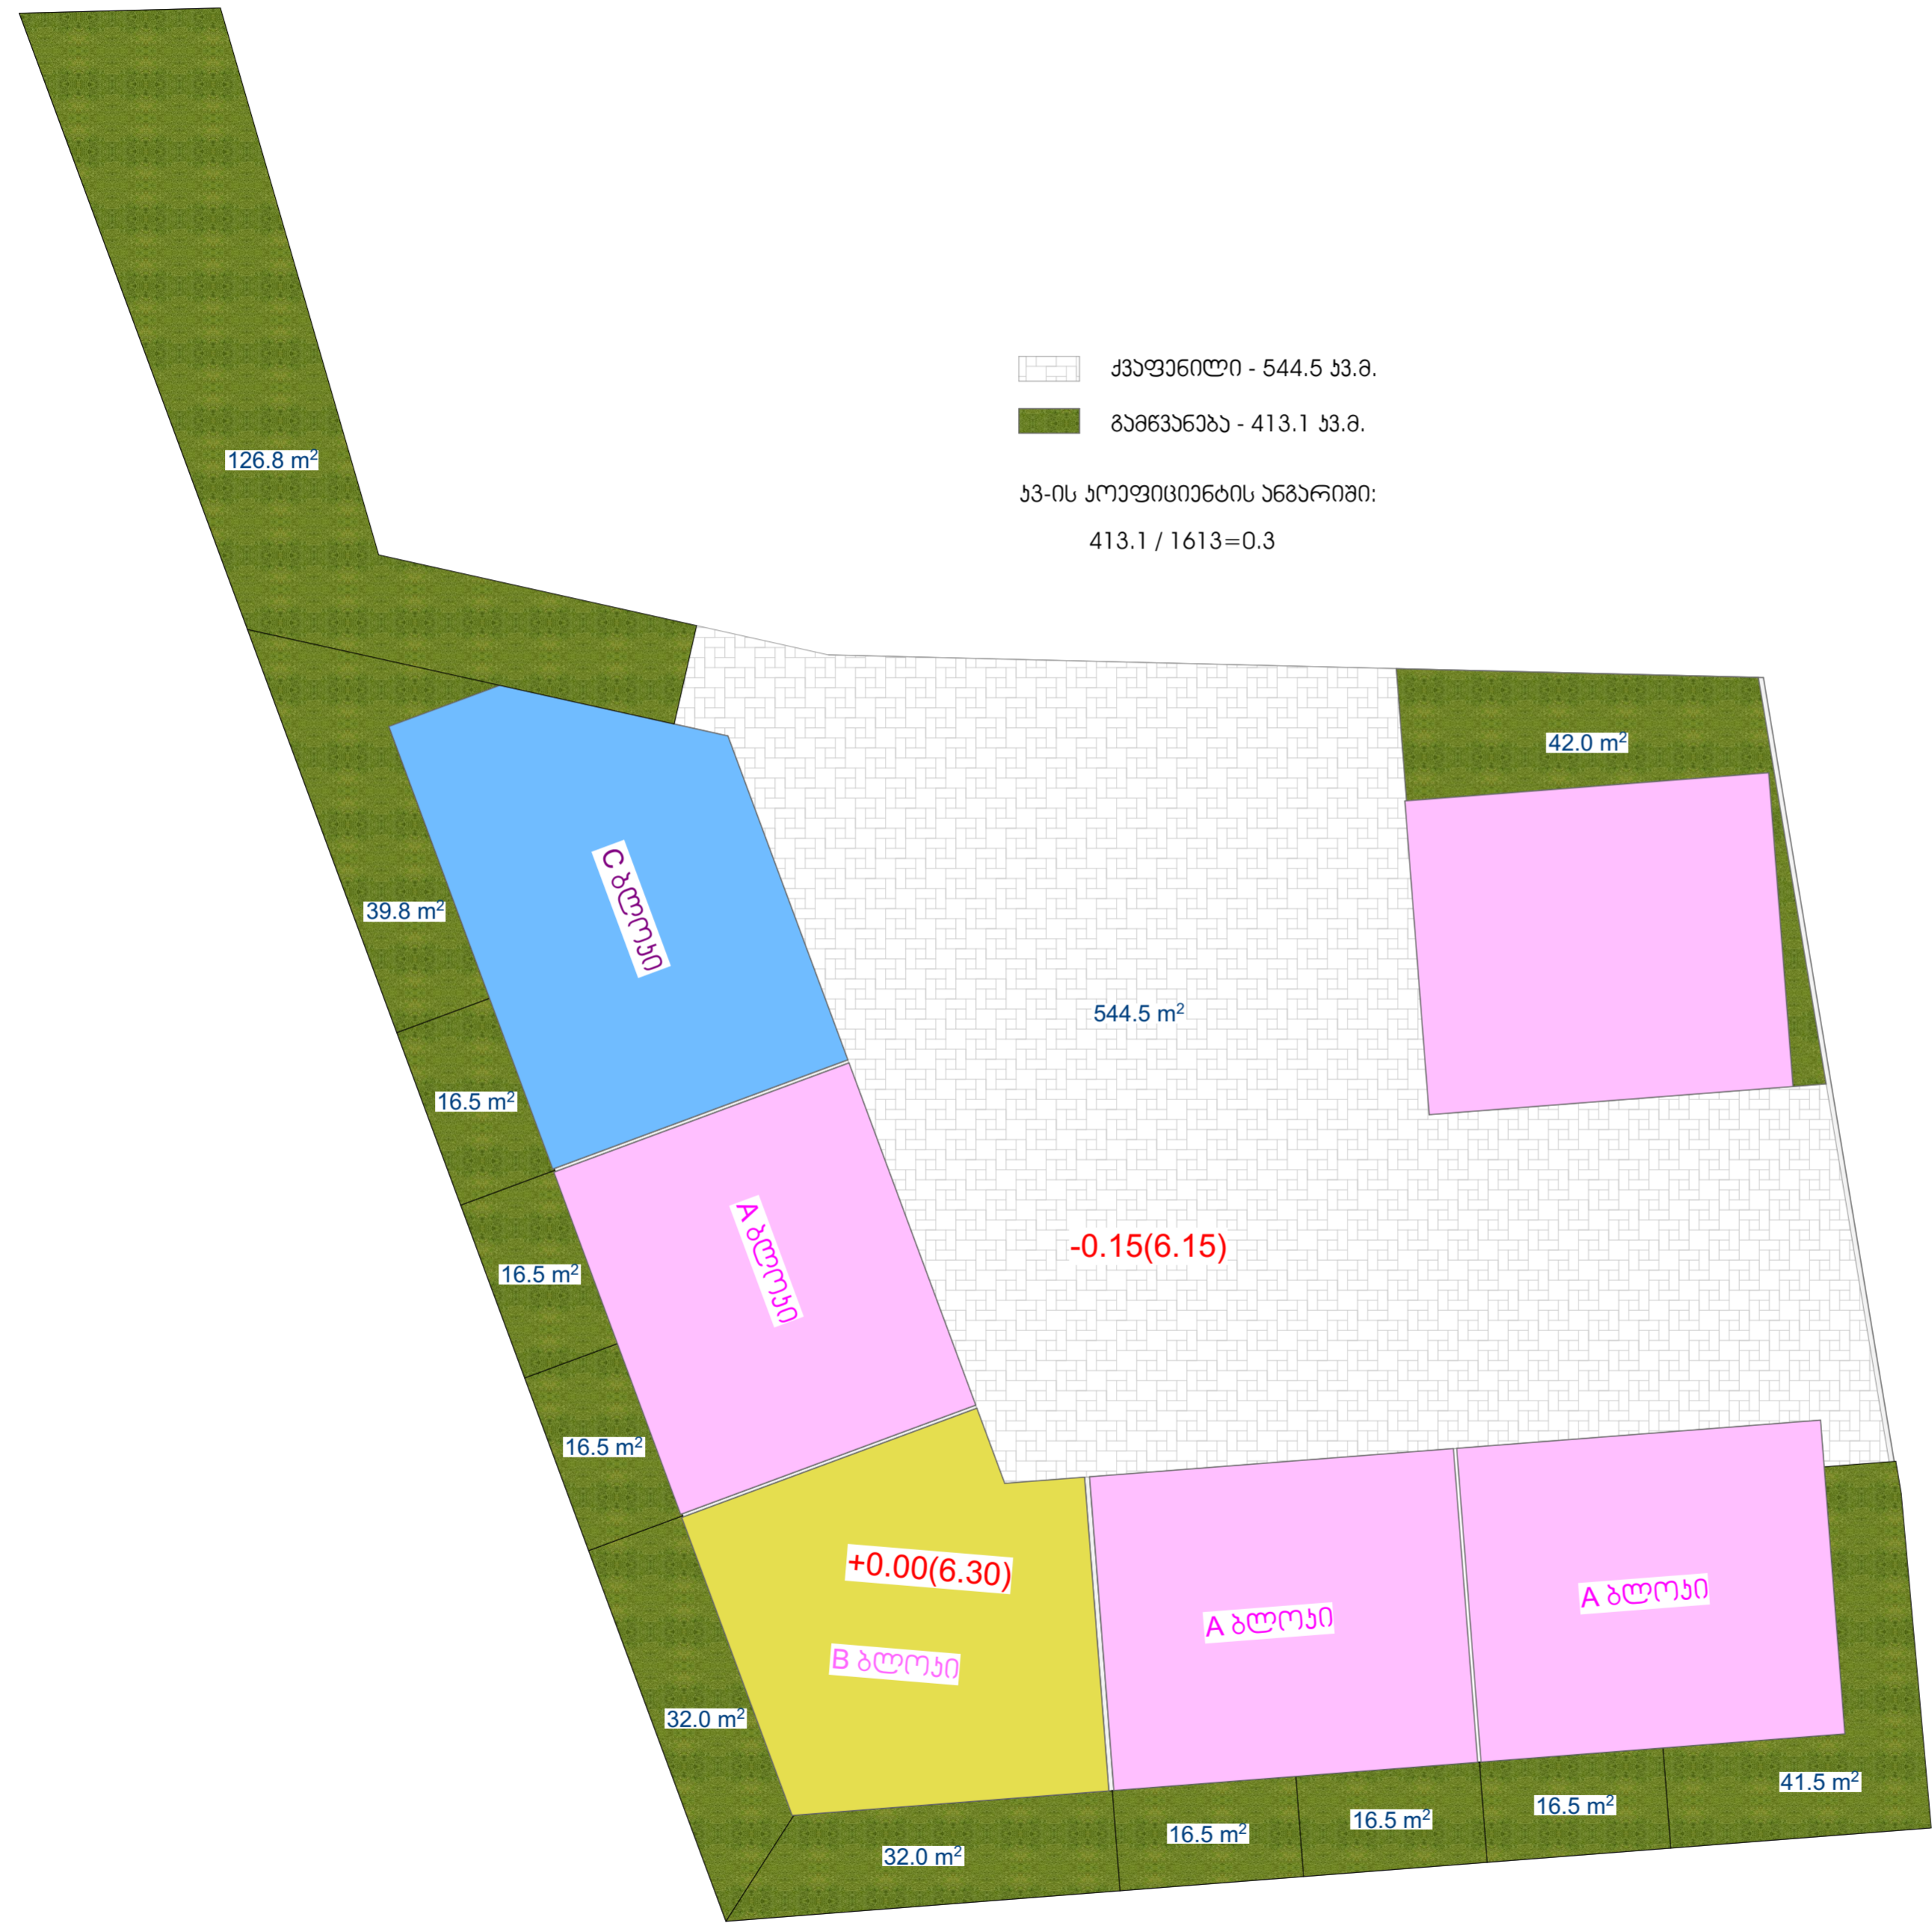 ქვაფენილი - 544.5 კვ.მ.
გამწვანება - 413.1 კვ.მ.
კ3-ის კოეფიციენტის ანგარიში:
413.1 / 1613=0.3
126.8 m²
42.0 m²
C ბლოკი
39.8 m²
544.5 m²
16.5 m²
A ბლოკი
-0.15(6.15)
16.5 m²
16.5 m²
+0.00(6.30)
A ბლოკი
A ბლოკი
B ბლოკი
32.0 m²
41.5 m²
16.5 m²
16.5 m²
16.5 m²
32.0 m²